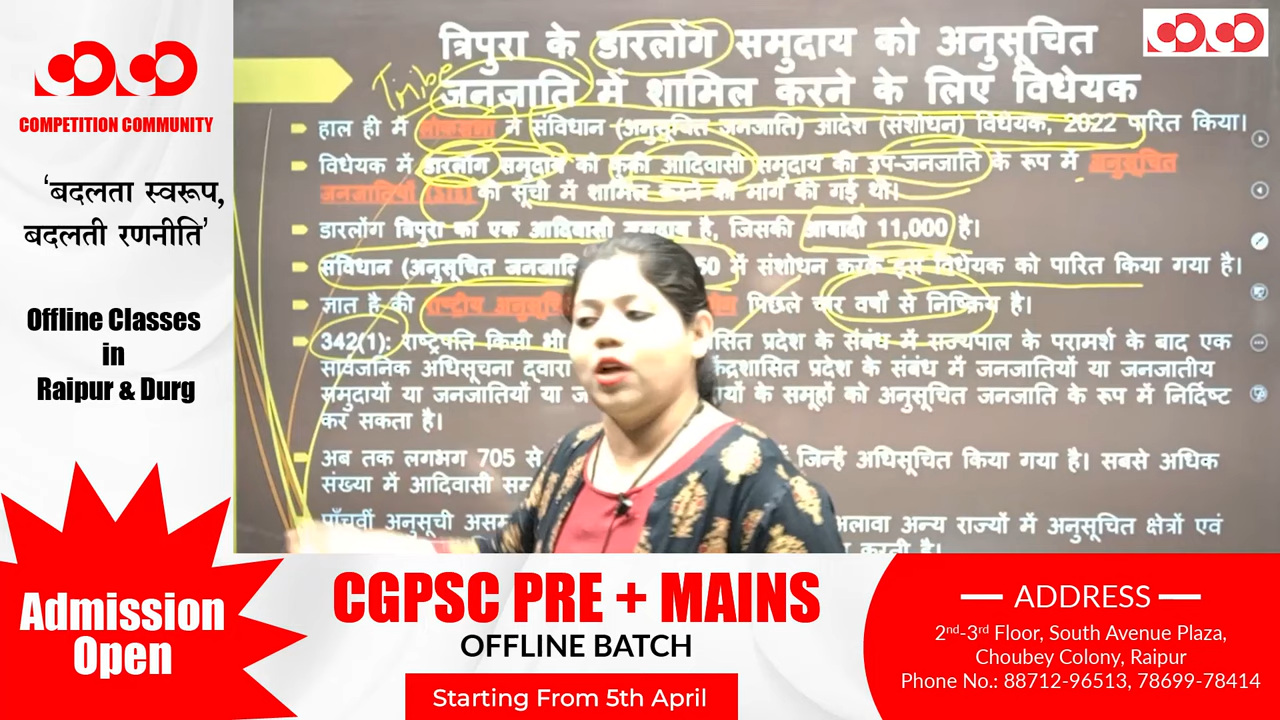 COMPETITION COMMUNITY
'बदलता स्वरूप,
बदलती रणनीति'
Offline Classes
in
Raipur & Durg
Admission
Open
त्रिपुरा के डारलोंग समुदाय को अनुसूचित
जनजाति में शामिल करने के लिए विधेयक
Tribe
हाल ही में लोकसभा ने संविधान (अनुसूचित जनजाति) आदेश (संशोधन) विधेयक, 2022 पारित किया।
विधेयक में डारलोंग समुदाय को कुकी आदिवासी समुदाय की उप-जनजाति के रूप में अनुसूचित
जनजातियों की सूची में शामिल करने की मांग की गई थी।
डारलोंग त्रिपुरा का एक आदिवासी समुदाय है, जिसकी आबादी 11,000 है।
संविधान (अनुसूचित जनजाति 50 में संशोधन करके इस विधेयक को पारित किया गया है।
ज्ञात है की राष्ट्रीय पिछले चार वर्षों से निष्क्रिय है।
342(1): राष्ट्रपति किसी भी सित प्रदेश के संबंध में राज्यपाल के परामर्श के बाद एक
सार्वजनिक अधिसूचना द्वारा केंद्रशासित प्रदेश के संबंध में जनजातियों या जनजातीय
समुदायों या जनजातियों या यों के समूहों को अनुसूचित जनजाति के रूप में निर्दिष्ट
कर सकता है।
अब तक लगभग 705 से जिन्हें अधिसूचित किया गया है। सबसे अधिक
संख्या में आदिवासी सम
पाँचवीं अनुसूची असम अलावा अन्य राज्यों में अनुसूचित क्षेत्रों एवं
करती है।
CGPSC PRE + MAINS
OFFLINE BATCH
Starting From 5th April
ADDRESS
2nd-3rd Floor, South Avenue Plaza,
Choubey Colony, Raipur
Phone No.: 88712-96513, 78699-78414